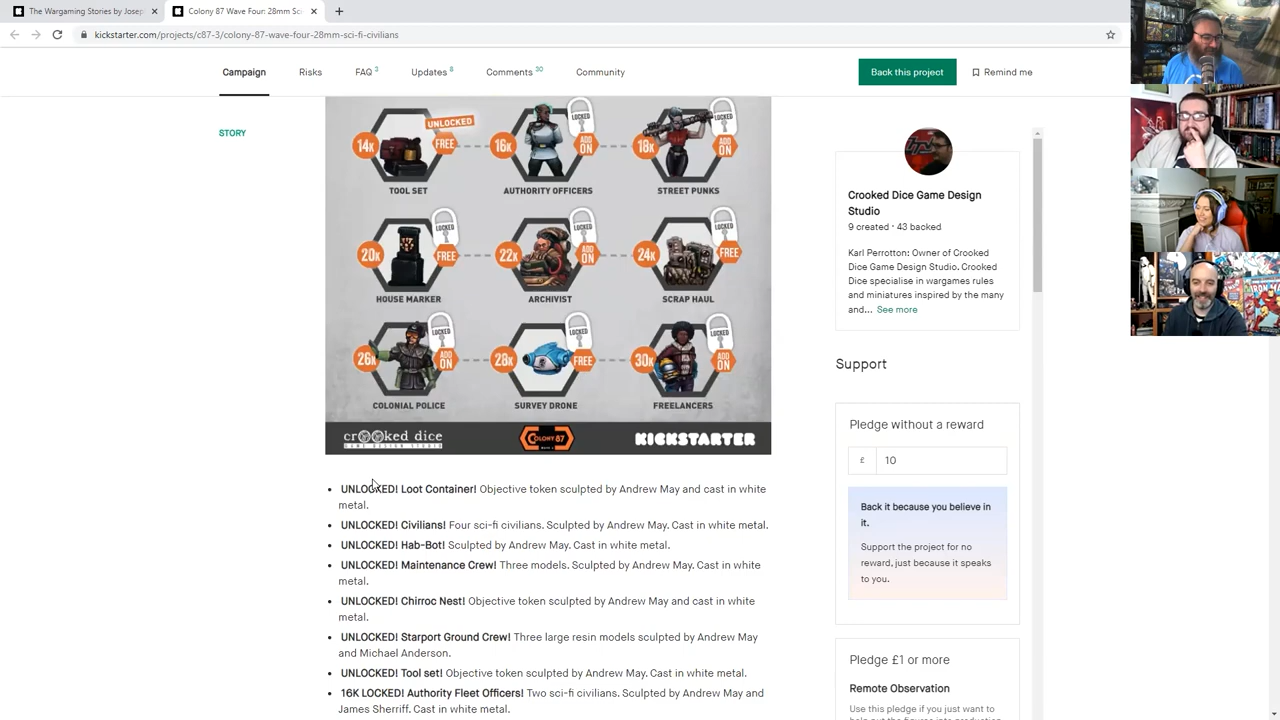 The Wargaming Stories by Josep
Colony 87 Wave Four: 28mm Sci
kickstarter.com/projects/c87-3/colony-87-wave-four-28mm-sci-fi-civilians
Campaign
Risks
FAQ 3
Updates 8
Comments 30
Community
Back this project
Remind me
STORY
UNLOCKED
LOCKED
LOCKED
14K
FREE
16K
ADD ON
18K
ADD ON
TOOL SET
AUTHORITY OFFICERS
STREET PUNKS
LOCKED
LOCKED
LOCKED
20K
FREE
22K
ADD ON
24K
FREE
HOUSE MARKER
ARCHIVIST
SCRAP HAUL
LOCKED
LOCKED
LOCKED
26K
ADD ON
28K
FREE
30K
ADD ON
COLONIAL POLICE
SURVEY DRONE
FREELANCERS
crooked dice
GAME DESIGN STUDIO
COLONY 87
KICKSTARTER
UNLOCKED! Loot Container! Objective token sculpted by Andrew May and cast in white
metal.
UNLOCKED! Civilians! Four sci-fi civilians. Sculpted by Andrew May. Cast in white metal.
UNLOCKED! Hab-Bot! Sculpted by Andrew May. Cast in white metal.
UNLOCKED! Maintenance Crew! Three models. Sculpted by Andrew May. Cast in white
metal.
UNLOCKED! Chirroc Nest! Objective token sculpted by Andrew May and cast in white
metal.
UNLOCKED! Starport Ground Crew! Three large resin models sculpted by Andrew May
and Michael Anderson.
UNLOCKED! Tool set! Objective token sculpted by Andrew May. Cast in white metal.
16K LOCKED! Authority Fleet Officers! Two sci-fi civilians. Sculpted by Andrew May and
James Sherriff. Cast in white metal.
Crooked Dice Game Design
Studio
9 created · 43 backed
Karl Perrotton: Owner of Crooked
Dice Game Design Studio. Crooked
Dice specialise in wargames rules
and miniatures inspired by the many
and... See more
Support
Pledge without a reward
£ 10
Back it because you believe in
it.
Support the project for no
reward, just because it speaks
to you.
Pledge £1 or more
Remote Observation
Use this pledge if you just want to